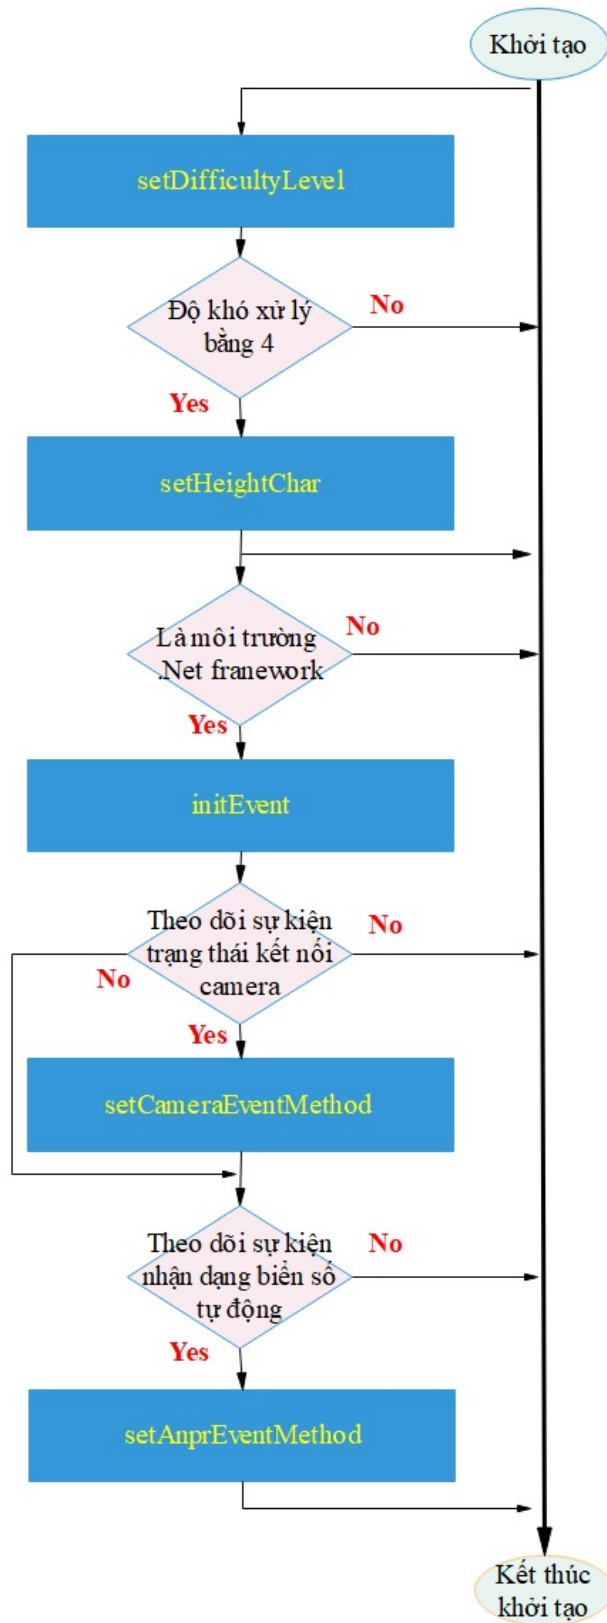 Khởi tạo
setDifficultyLevel
Độ khó xử lý
bằng 4
No
Yes
setHeightChar
Là môi trường
.Net franework
No
Yes
initEvent
Theo dõi sự kiện
trạng thái kết nối
camera
No
No
Yes
setCameraEventMethod
Theo dõi sự kiện
nhận dạng biển số
tự động
No
Yes
setAnprEventMethod
Kết thúc
khởi tạo